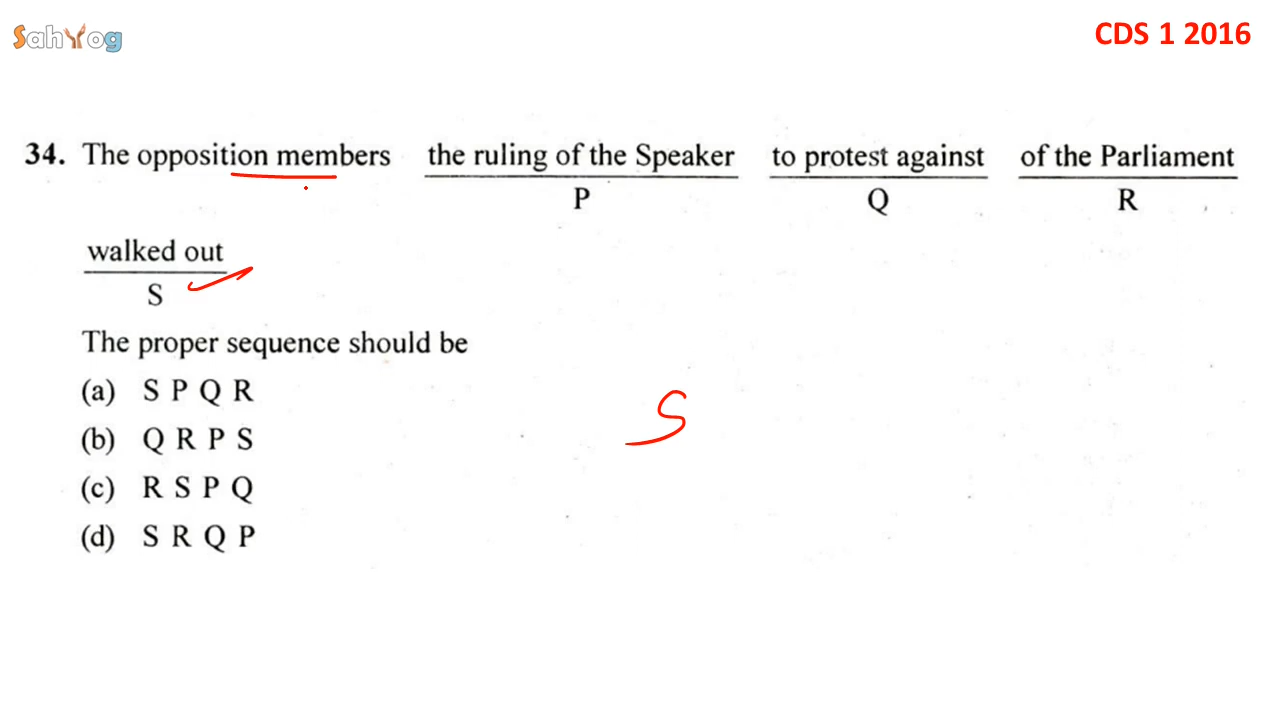 SahYog
CDS 1 2016
34. The opposition members the ruling of the Speaker to protest against of the Parliament
P Q R
walked out
S
The proper sequence should be
(a) S P Q R
(b) Q R P S
(c) R S P Q
(d) S R Q P
S